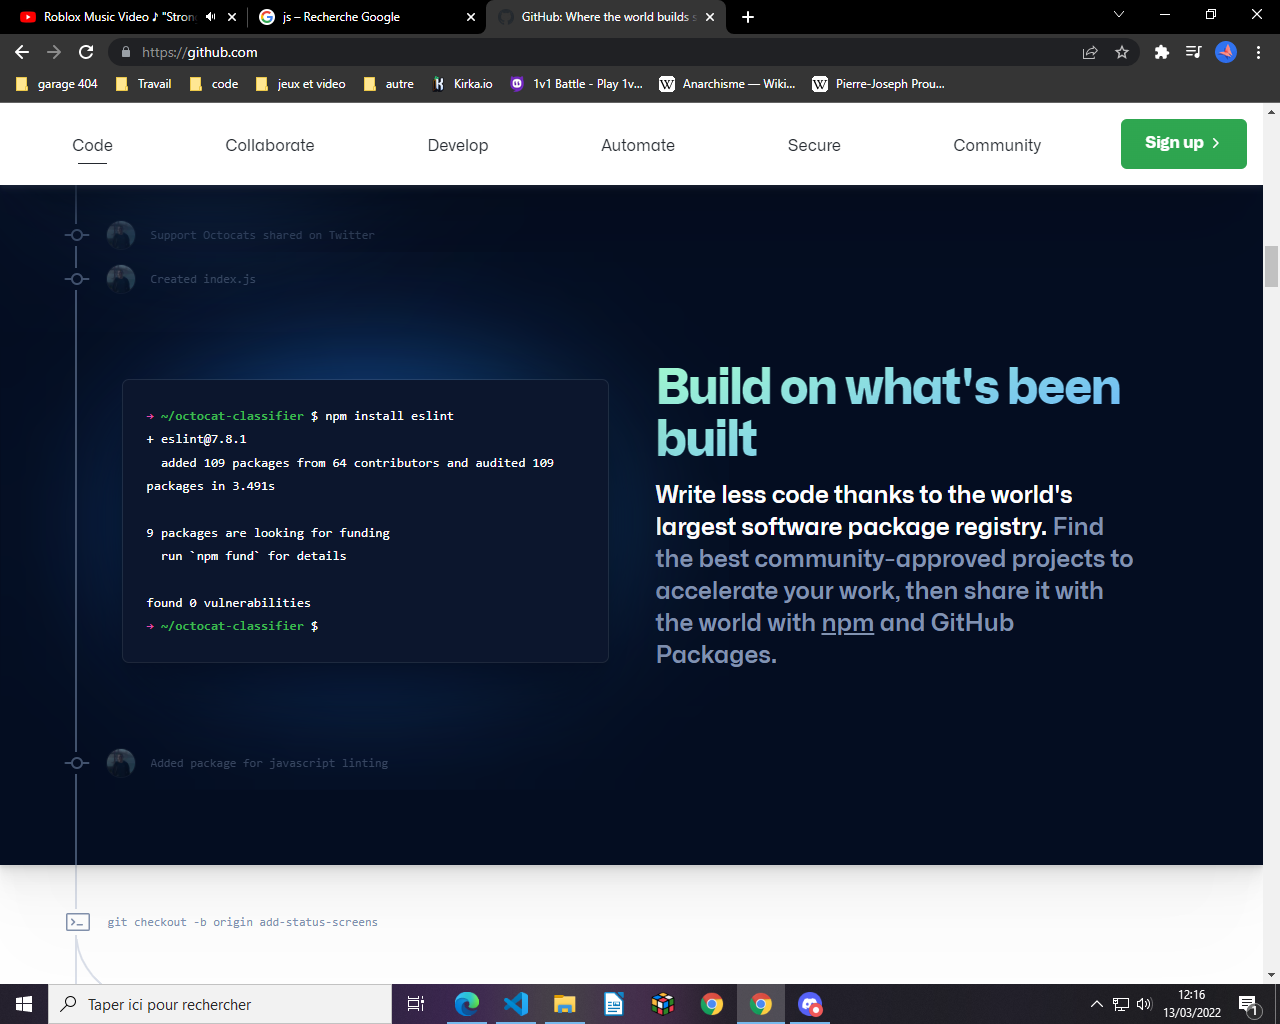 Roblox Music Video ♪ "Stron
js – Recherche Google
GitHub: Where the world builds s
https://github.com
garage 404
Travail
code
jeux et video
autre
Kirka.io
1v1 Battle - Play 1v...
Anarchisme — Wiki...
Pierre-Joseph Prou...
Code
Collaborate
Develop
Automate
Secure
Community
Sign up
Support Octocats shared on Twitter
Created index.js
→ ~/octocat-classifier $ npm install eslint
+ eslint@7.8.1
added 109 packages from 64 contributors and audited 109
packages in 3.491s
9 packages are looking for funding
run `npm fund` for details
found 0 vulnerabilities
→ ~/octocat-classifier $
Build on what's been
built
Write less code thanks to the world's
largest software package registry. Find
the best community-approved projects to
accelerate your work, then share it with
the world with npm and GitHub
Packages.
Added package for javascript linting
git checkout -b origin add-status-screens
Taper ici pour rechercher
12:16
13/03/2022
1